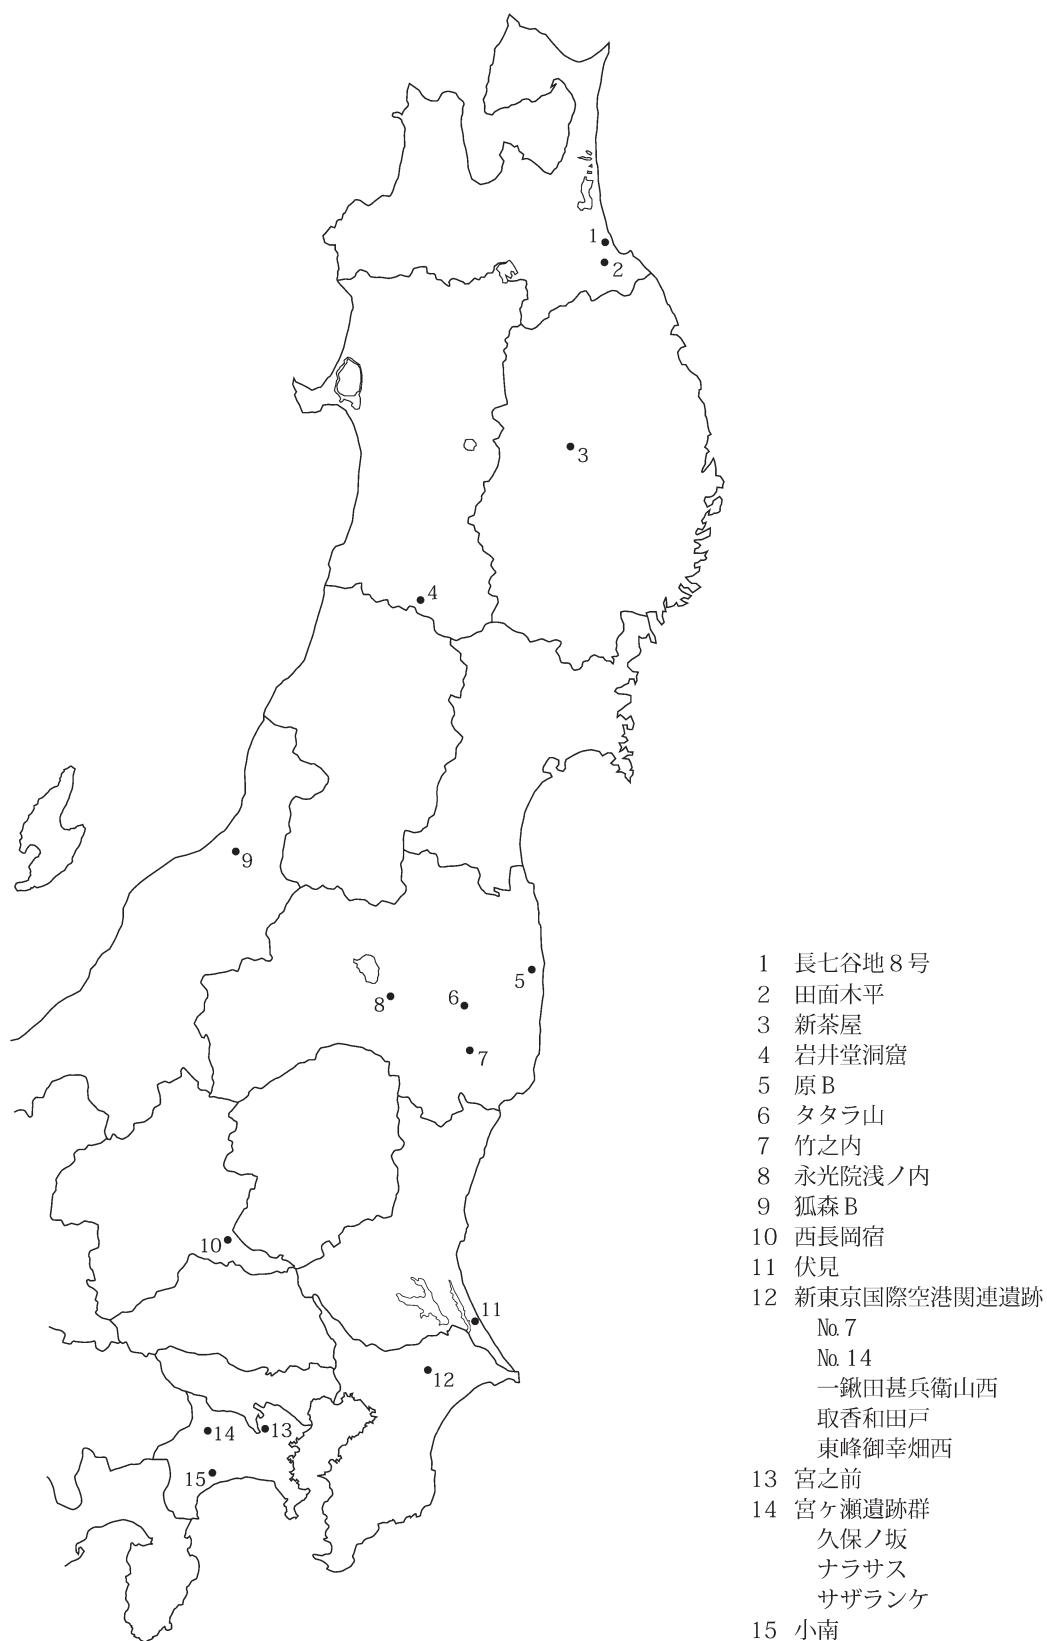 1
2
3
4
9
5
8
6
7
10
11
12
13
14
15
1 長七谷地8号
2 田面木平
3 新茶屋
4 岩井堂洞窟
5 原B
6 タタラ山
7 竹之内
8 永光院浅ノ内
9 狐森B
10 西長岡宿
11 伏見
12 新東京国際空港関連遺跡
№7
№14
一鍬田甚兵衛山西
取香和田戸
東峰御幸畑西
13 宮之前
14 宮ヶ瀬遺跡群
久保ノ坂
ナラサス
サザランケ
15 小南